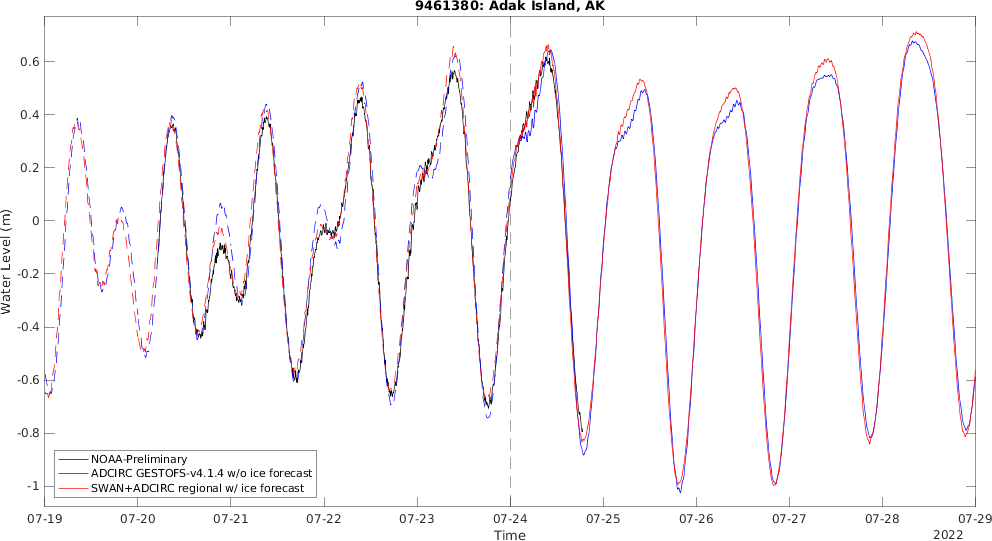 9461380: Adak Island, AK
0.6
0.4
0.2
0
-0.2
-0.4
-0.6
-0.8
-1
Water Level (m)
NOAA-Preliminary
ADCIRC GESTOFS-v4.1.4 w/o ice forecast
SWAN+ADCIRC regional w/ ice forecast
07-19 07-20 07-21 07-22 07-23 07-24 07-25 07-26 07-27 07-28 07-29
Time
2022